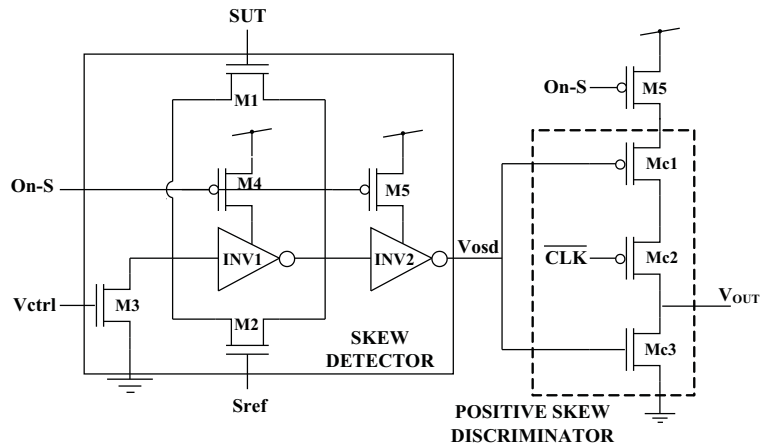 SUT
M1
On-S
M5
Mc1
On-S
M4
M5
INV1
INV2
Vosd
CLK
Mc2
Vctrl
M3
M2
VOUT
SKEW
DETECTOR
Mc3
Sref
POSITIVE SKEW
DISCRIMINATOR